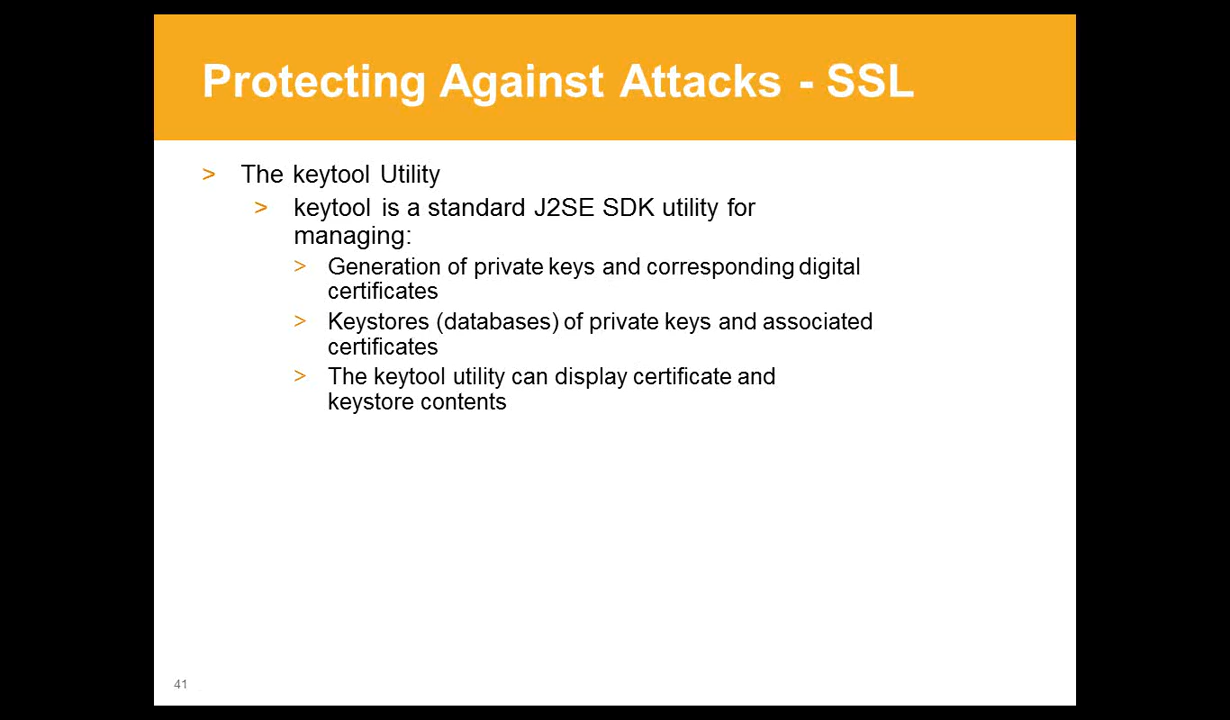 Protecting Against Attacks - SSL
> The keytool Utility
> keytool is a standard J2SE SDK utility for
managing:
> Generation of private keys and corresponding digital
certificates
> Keystores (databases) of private keys and associated
certificates
> The keytool utility can display certificate and
keystore contents
41